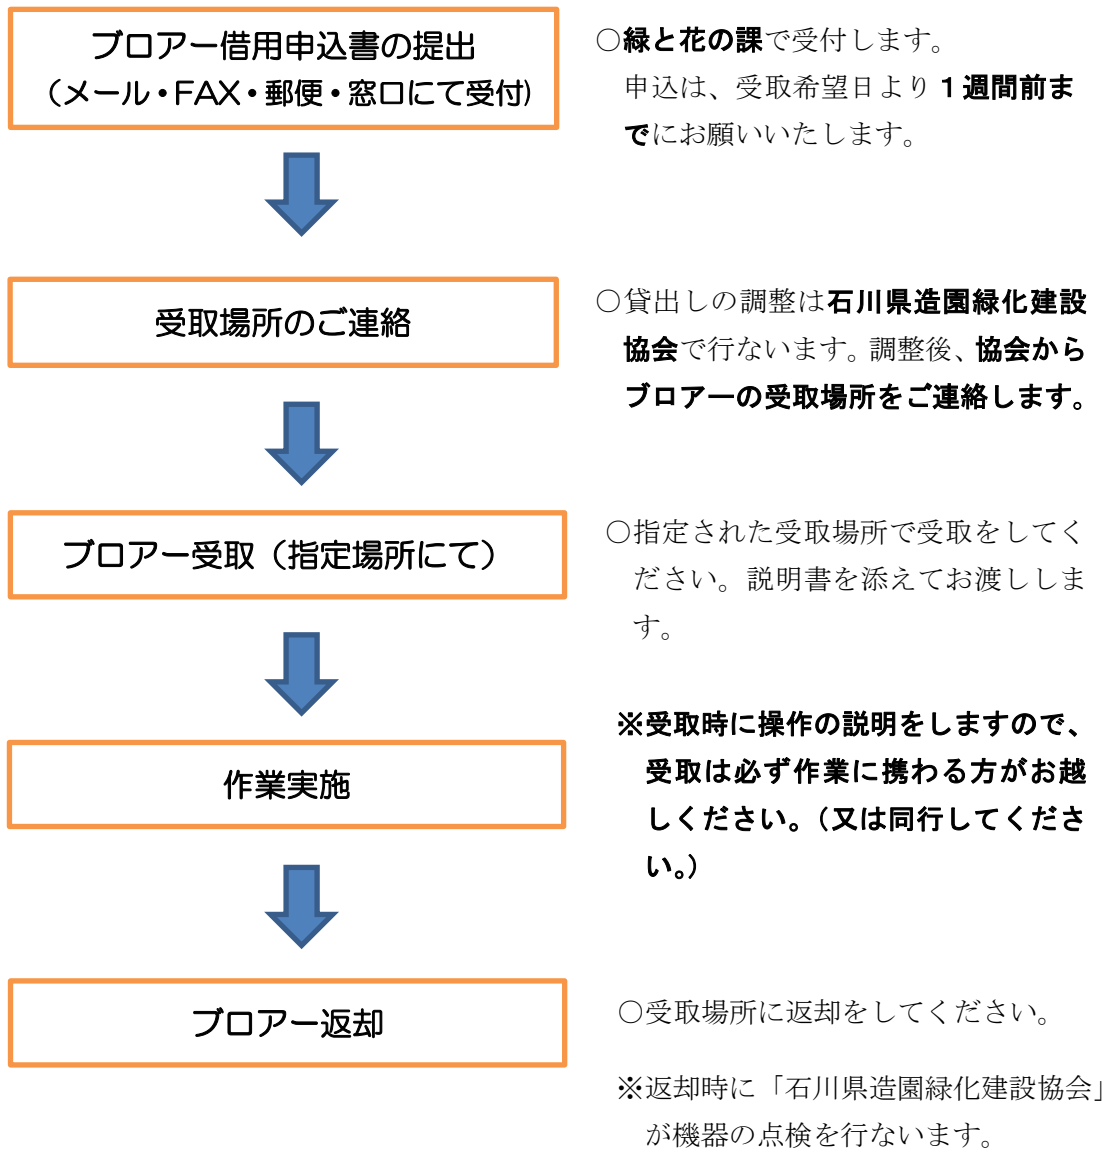 ブロアー借用申込書の提出
（メール・FAX・郵便・窓口にて受付)
○緑と花の課で受付します。
申込は、受取希望日より１週間前ま
でにお願いいたします。
受取場所のご連絡
○貸出しの調整は石川県造園緑化建設
協会で行ないます。調整後、協会から
ブロアーの受取場所をご連絡します。
ブロアー受取（指定場所にて）
○指定された受取場所で受取をしてく
ださい。説明書を添えてお渡ししま
す。
※受取時に操作の説明をしますので、
受取は必ず作業に携わる方がお越
しください。（又は同行してくださ
い。）
作業実施
ブロアー返却
○受取場所に返却をしてください。
※返却時に「石川県造園緑化建設協会」
が機器の点検を行ないます。